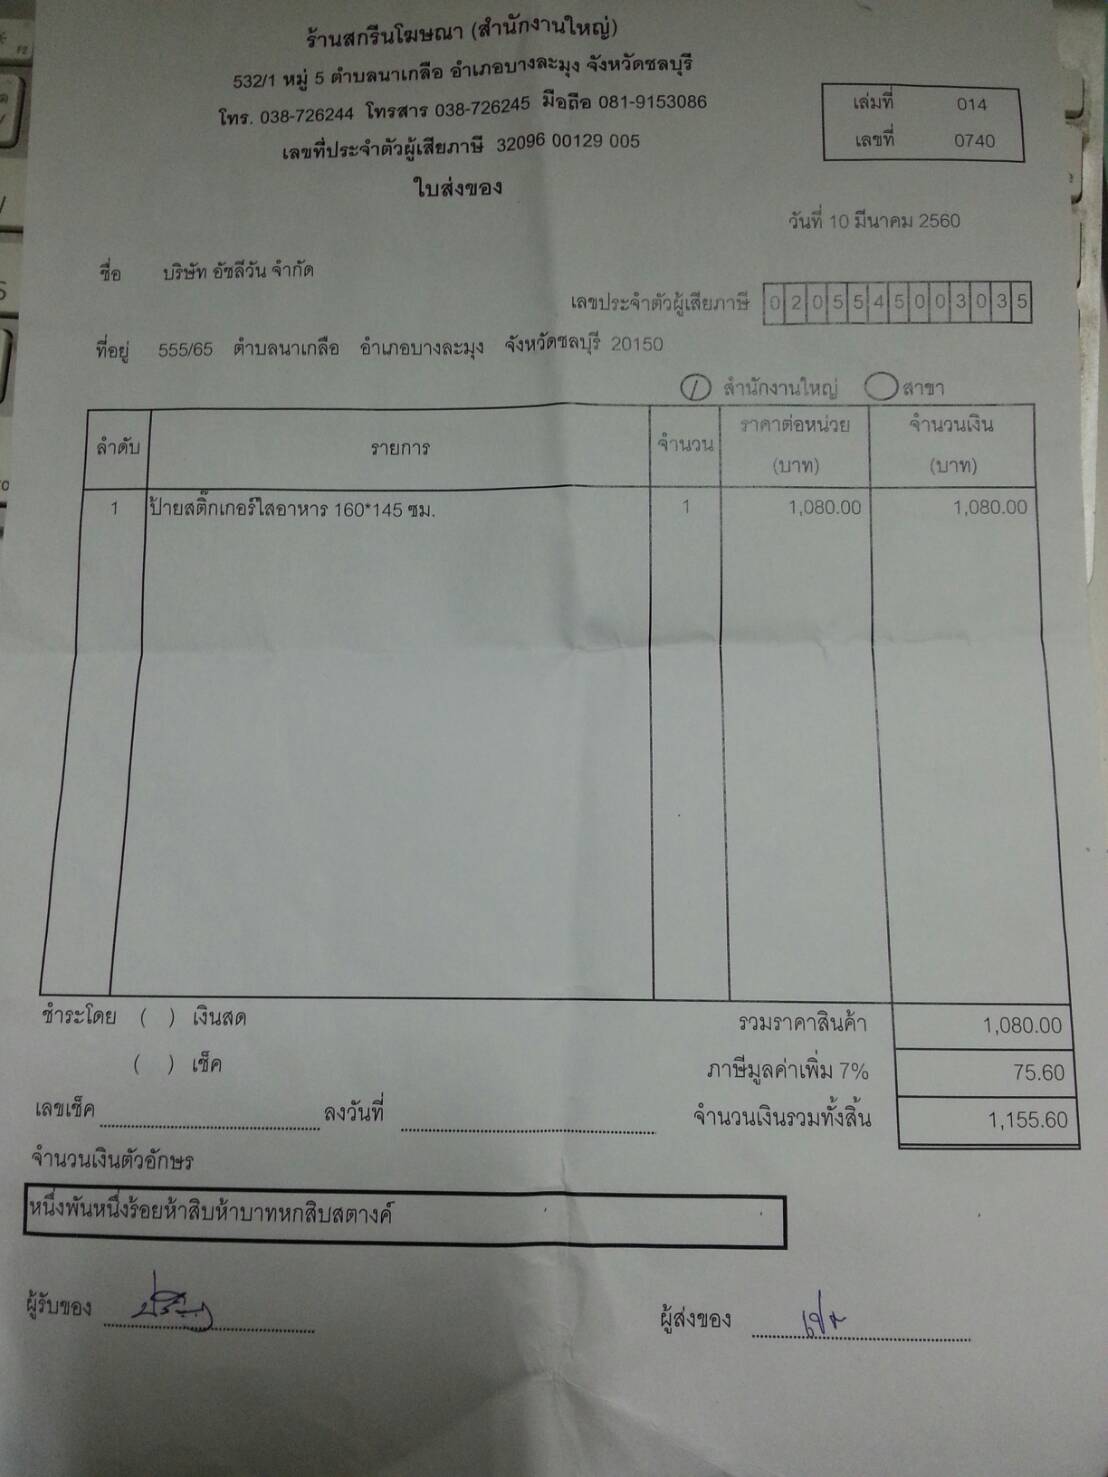 ร้านสกรีนโฆษณา (สำนักงานใหญ่)
532/1 หมู่ 5 ตำบลนาเกลือ อำเภอบางละมุง จังหวัดชลบุรี
โทร. 038-726244 โทรสาร 038-726245 มือถือ 081-9153086
เลขที่ประจำตัวผู้เสียภาษี 32096 00129 005
ใบส่งของ
เล่มที่ 014
เลขที่ 0740
วันที่ 10 มีนาคม 2560
ชื่อ บริษัท อัซลีวัน จำกัด
เลขประจำตัวผู้เสียภาษี 0205545003035
ที่อยู่ 555/65 ตำบลนาเกลือ อำเภอบางละมุง จังหวัดชลบุรี 20150
สำนักงานใหญ่ สาขา
ลำดับ รายการ จำนวน ราคาต่อหน่วย (บาท) จำนวนเงิน (บาท)
1 ป้ายสติ๊กเกอร์ใสอาหาร 160*145 ซม. 1 1,080.00 1,080.00
ชำระโดย ( ) เงินสด รวมราคาสินค้า 1,080.00
( ) เช็ค ภาษีมูลค่าเพิ่ม 7% 75.60
เลขเช็ค ลงวันที่ จำนวนเงินรวมทั้งสิ้น 1,155.60
จำนวนเงินตัวอักษร
หนึ่งพันหนึ่งร้อยห้าสิบห้าบาทหกสิบสตางค์
ผู้รับของ ผู้ส่งของ